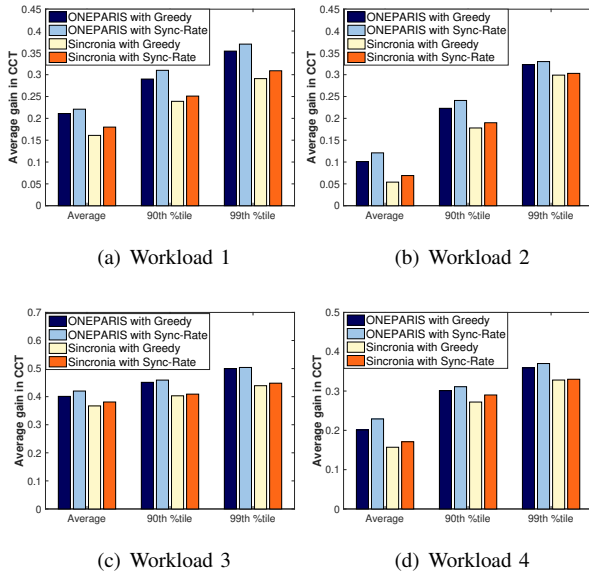 0.45
0.4
0.35
0.3
0.25
0.2
0.15
0.1
0.05
0
Average gain in CCT
ONEPARIS with Greedy
ONEPARIS with Sync-Rate
Sincronia with Greedy
Sincronia with Sync-Rate
Average 90th %tile 99th %tile
(a) Workload 1
0.45
0.4
0.35
0.3
0.25
0.2
0.15
0.1
0.05
0
Average gain in CCT
ONEPARIS with Greedy
ONEPARIS with Sync-Rate
Sincronia with Greedy
Sincronia with Sync-Rate
Average 90th %tile 99th %tile
(b) Workload 2
0.7
0.6
0.5
0.4
0.3
0.2
0.1
0
Average gain in CCT
ONEPARIS with Greedy
ONEPARIS with Sync-Rate
Sincronia with Greedy
Sincronia with Sync-Rate
Average 90th %tile 99th %tile
(c) Workload 3
0.5
0.4
0.3
0.2
0.1
0
Average gain in CCT
ONEPARIS with Greedy
ONEPARIS with Sync-Rate
Sincronia with Greedy
Sincronia with Sync-Rate
Average 90th %tile 99th %tile
(d) Workload 4